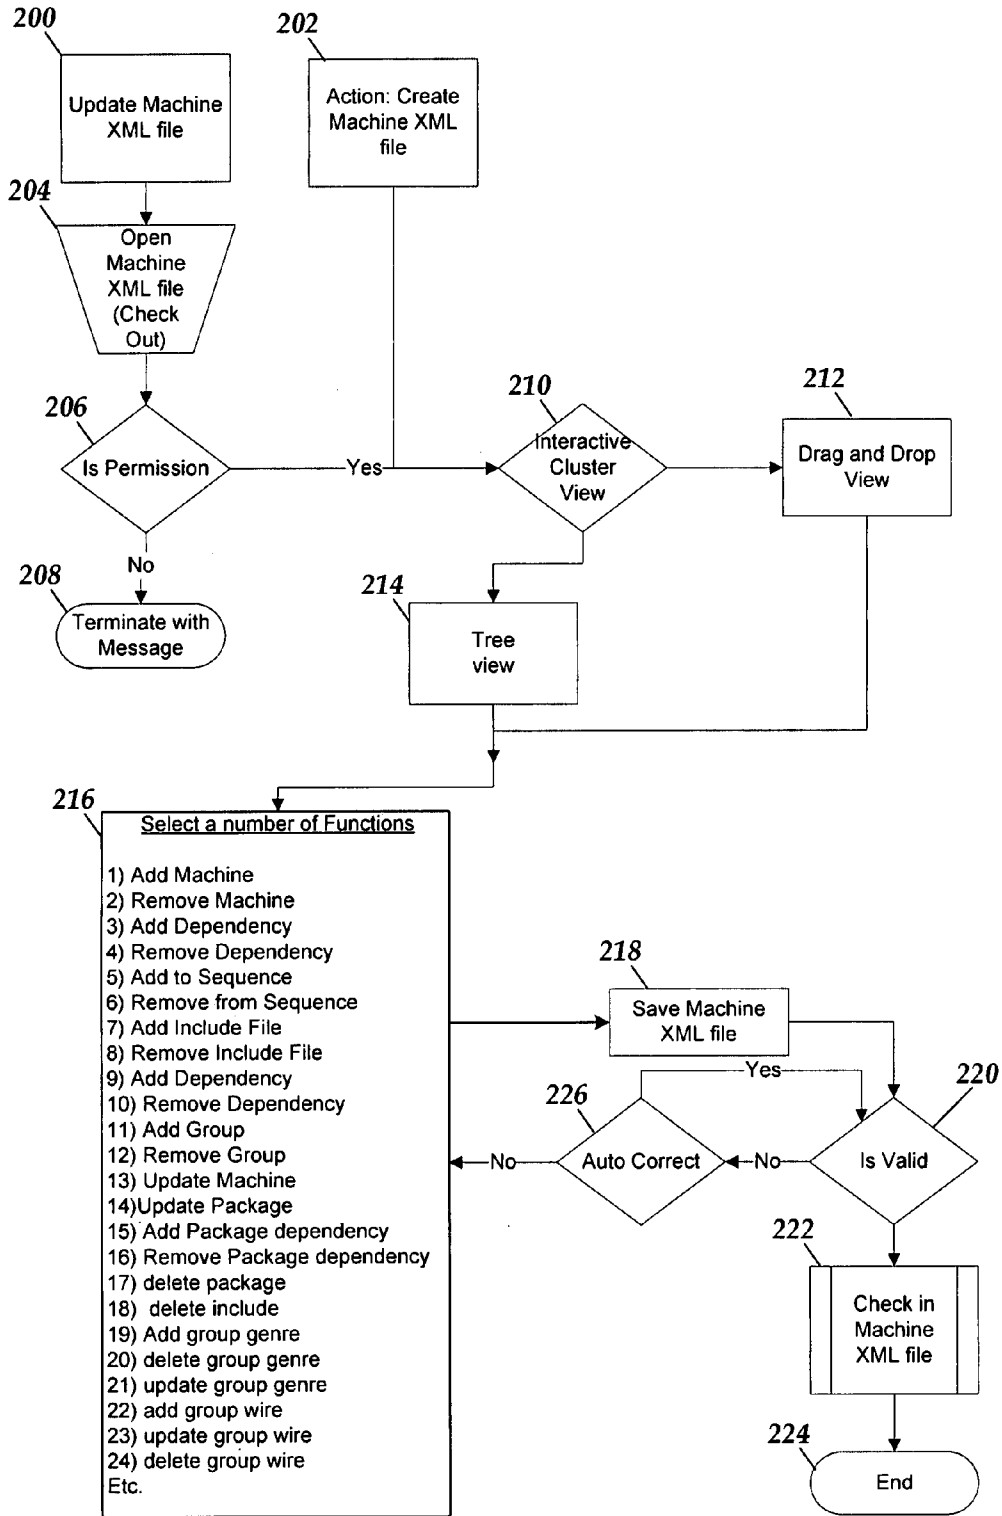 200
Update Machine
XML file
202
Action: Create
Machine XML
file
204
Open
Machine
XML file
(Check
Out)
206
Is Permission
Yes
No
208
Terminate with
Message
210
Interactive
Cluster
View
212
Drag and Drop
View
214
Tree
view
216
Select a number of Functions
1) Add Machine
2) Remove Machine
3) Add Dependency
4) Remove Dependency
5) Add to Sequence
6) Remove from Sequence
7) Add Include File
8) Remove Include File
9) Add Dependency
10) Remove Dependency
11) Add Group
12) Remove Group
13) Update Machine
14)Update Package
15) Add Package dependency
16) Remove Package dependency
17) delete package
18) delete include
19) Add group genre
20) delete group genre
21) update group genre
22) add group wire
23) update group wire
24) delete group wire
Etc.
218
Save Machine
XML file
Yes
220
Is Valid
No
226
Auto Correct
No
222
Check in
Machine
XML file
224
End